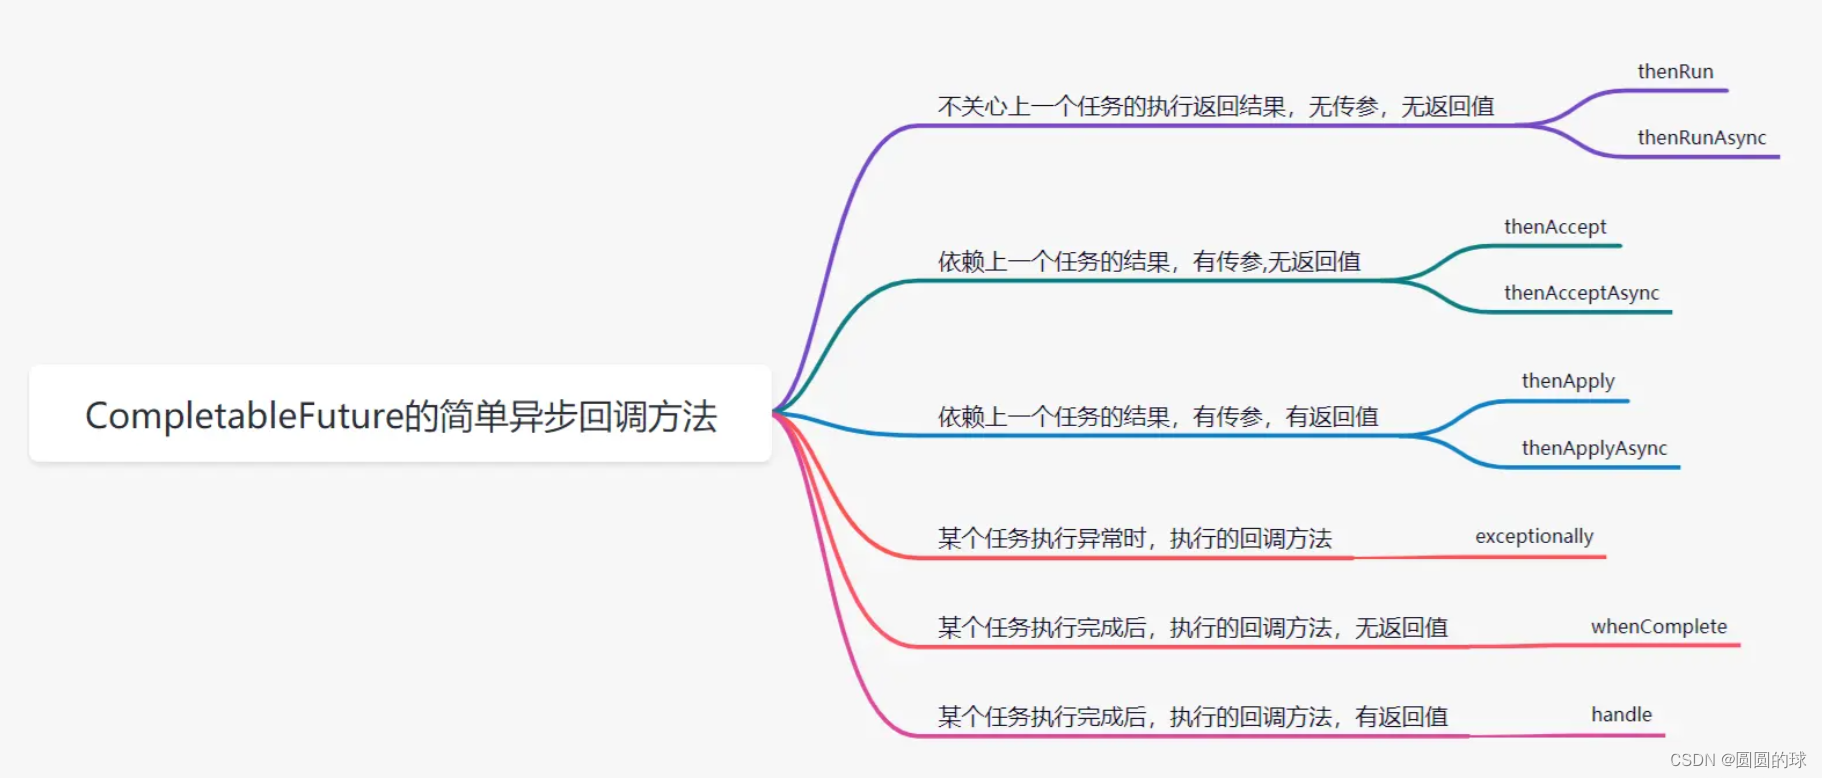 CompletableFuture的简单异步回调方法
不关心上一个任务的执行返回结果，无传参，无返回值
thenRun
thenRunAsync
依赖上一个任务的结果，有传参,无返回值
thenAccept
thenAcceptAsync
依赖上一个任务的结果，有传参，有返回值
thenApply
thenApplyAsync
某个任务执行异常时，执行的回调方法
exceptionally
某个任务执行完成后，执行的回调方法，无返回值
whenComplete
某个任务执行完成后，执行的回调方法，有返回值
handle
CSDN @圆圆的球